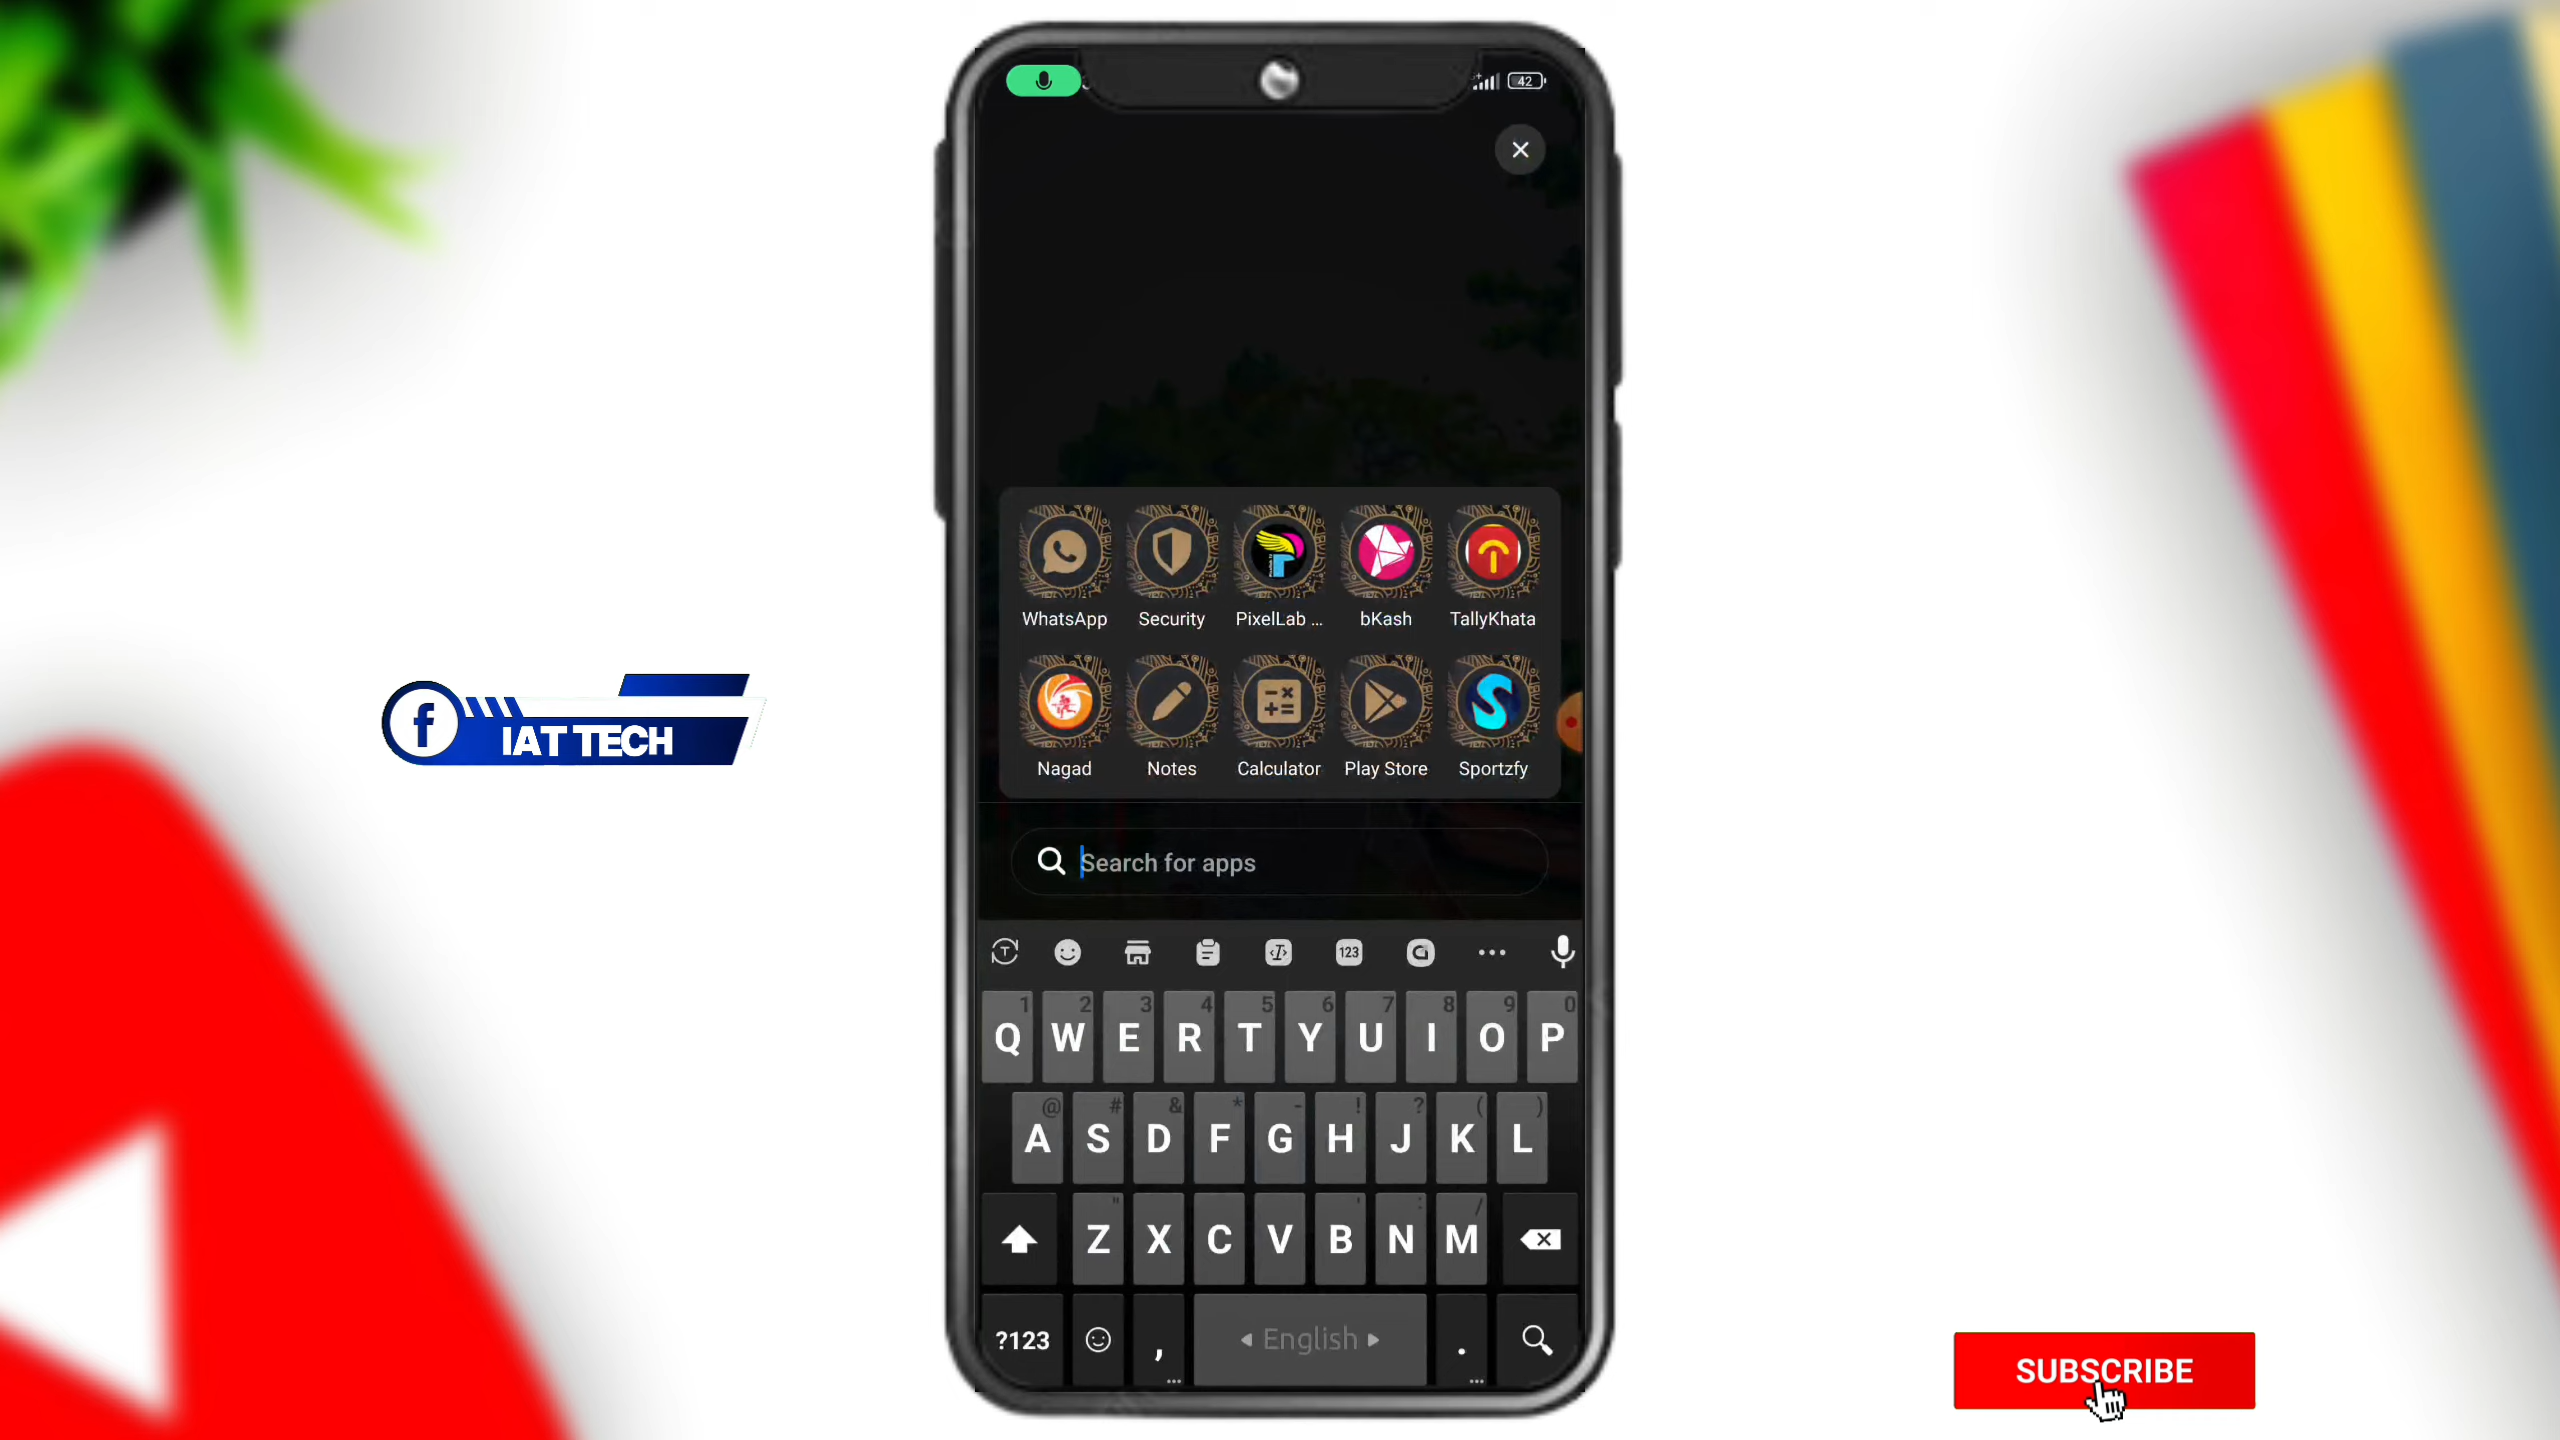 42
WhatsApp Security PixelLab ... bKash TallyKhata
Nagad Notes Calculator Play Store Sportzfy
Search for apps
f IAT TECH
123
1 2 3 4 5 6 7 8 9 0
Q W E R T Y U I O P
@ # & * - ! ? ( )
A S D F G H J K L
" ' : /
Z X C V B N M
?123 , English .
SUBSCRIBE